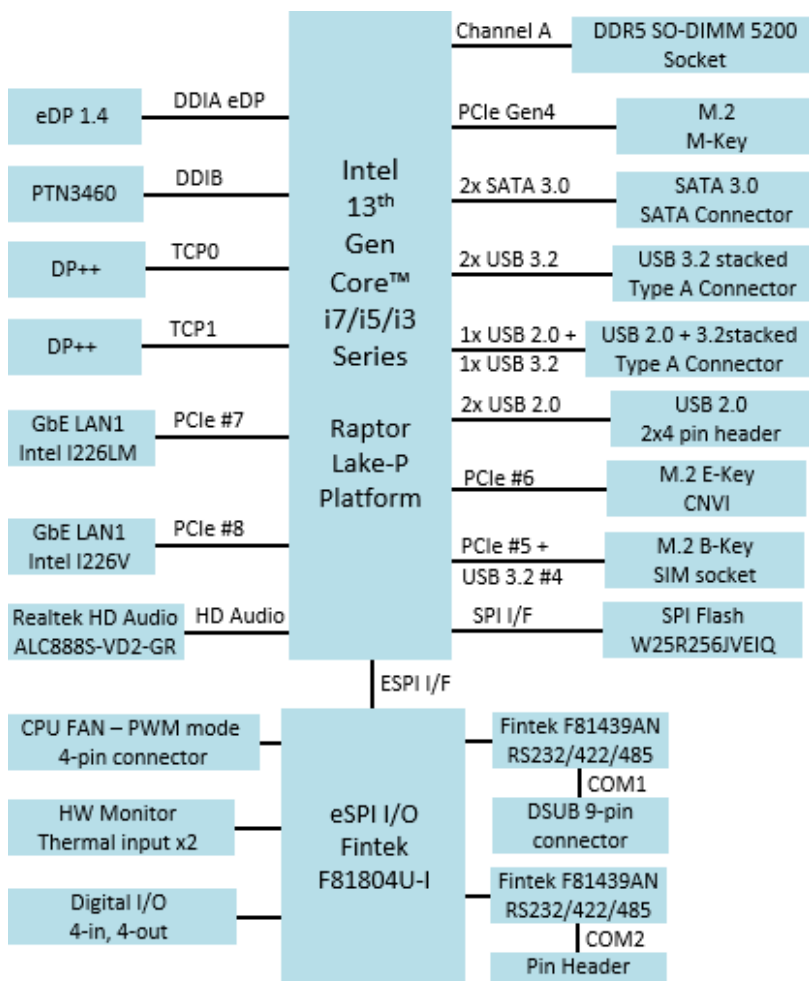 Channel A
DDR5 SO-DIMM 5200
Socket
eDP 1.4
DDIA eDP
PCIe Gen4
M.2
M-Key
PTN3460
DDIB
2x SATA 3.0
SATA 3.0
SATA Connector
DP++
TCP0
2x USB 3.2
USB 3.2 stacked
Type A Connector
DP++
TCP1
1x USB 2.0 +
1x USB 3.2
USB 2.0 + 3.2stacked
Type A Connector
Intel
13th
Gen
Core™
i7/i5/i3
Series
Raptor
Lake-P
Platform
2x USB 2.0
USB 2.0
2x4 pin header
GbE LAN1
Intel I226LM
PCIe #7
PCIe #6
M.2 E-Key
CNVI
GbE LAN1
Intel I226V
PCIe #8
PCIe #5 +
USB 3.2 #4
M.2 B-Key
SIM socket
Realtek HD Audio
ALC888S-VD2-GR
HD Audio
SPI I/F
SPI Flash
W25R256JVEIQ
ESPI I/F
CPU FAN – PWM mode
4-pin connector
HW Monitor
Thermal input x2
Digital I/O
4-in, 4-out
eSPI I/O
Fintek
F81804U-I
Fintek F81439AN
RS232/422/485
COM1
DSUB 9-pin
connector
Fintek F81439AN
RS232/422/485
COM2
Pin Header